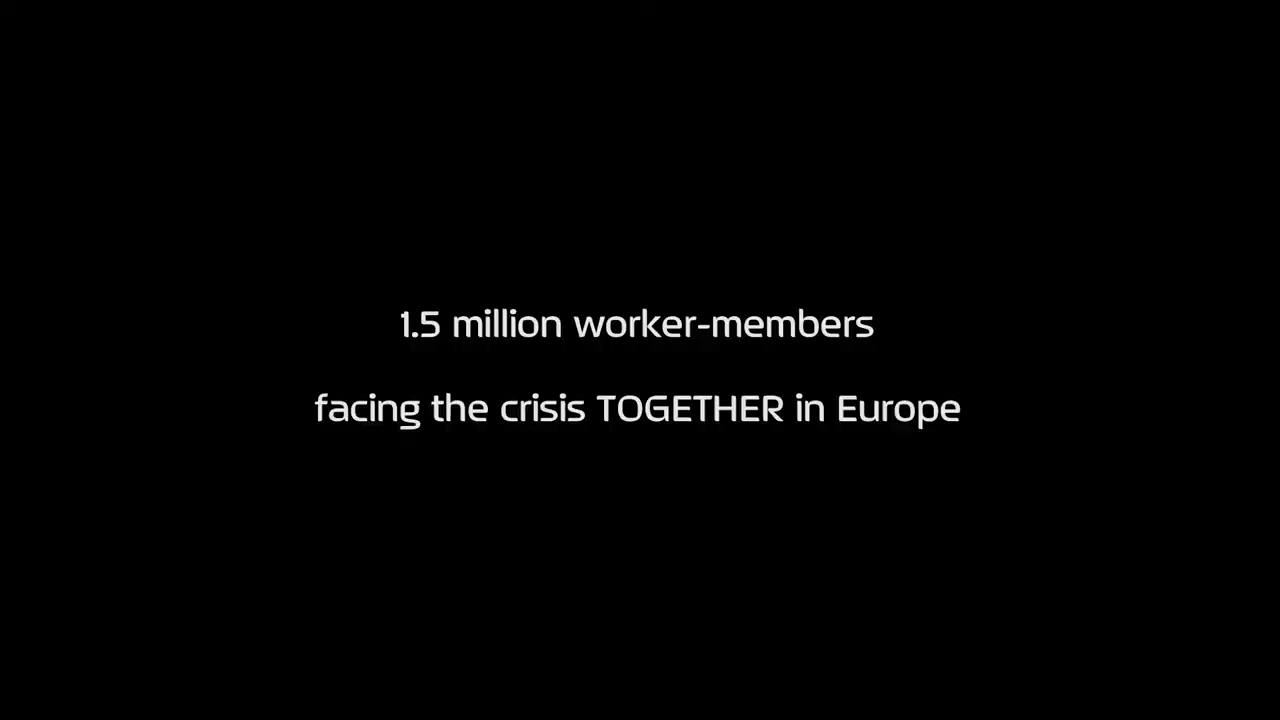 1.5 million worker-members
facing the crisis TOGETHER in Europe